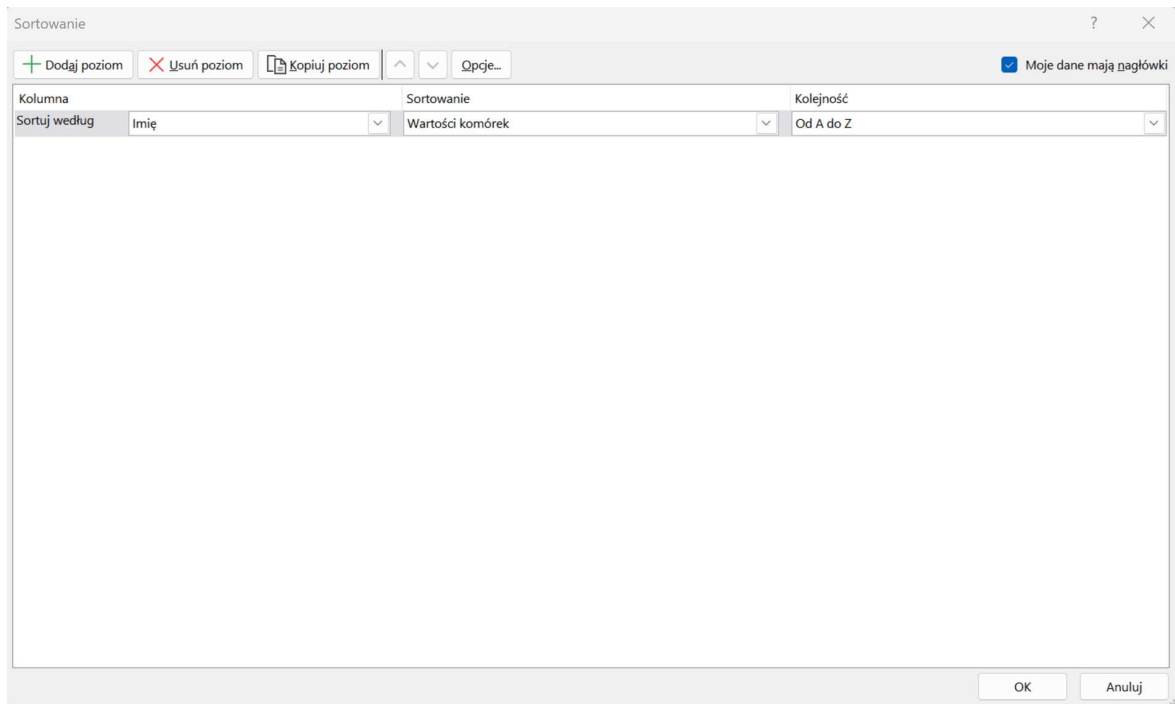 Sortowanie ?
Dodaj poziom Usuń poziom Kopiuj poziom Opcje... Moje dane mają nagłówki
Kolumna Sortowanie Kolejność
Sortuj według Imię Wartości komórek Od A do Z
OK Anuluj